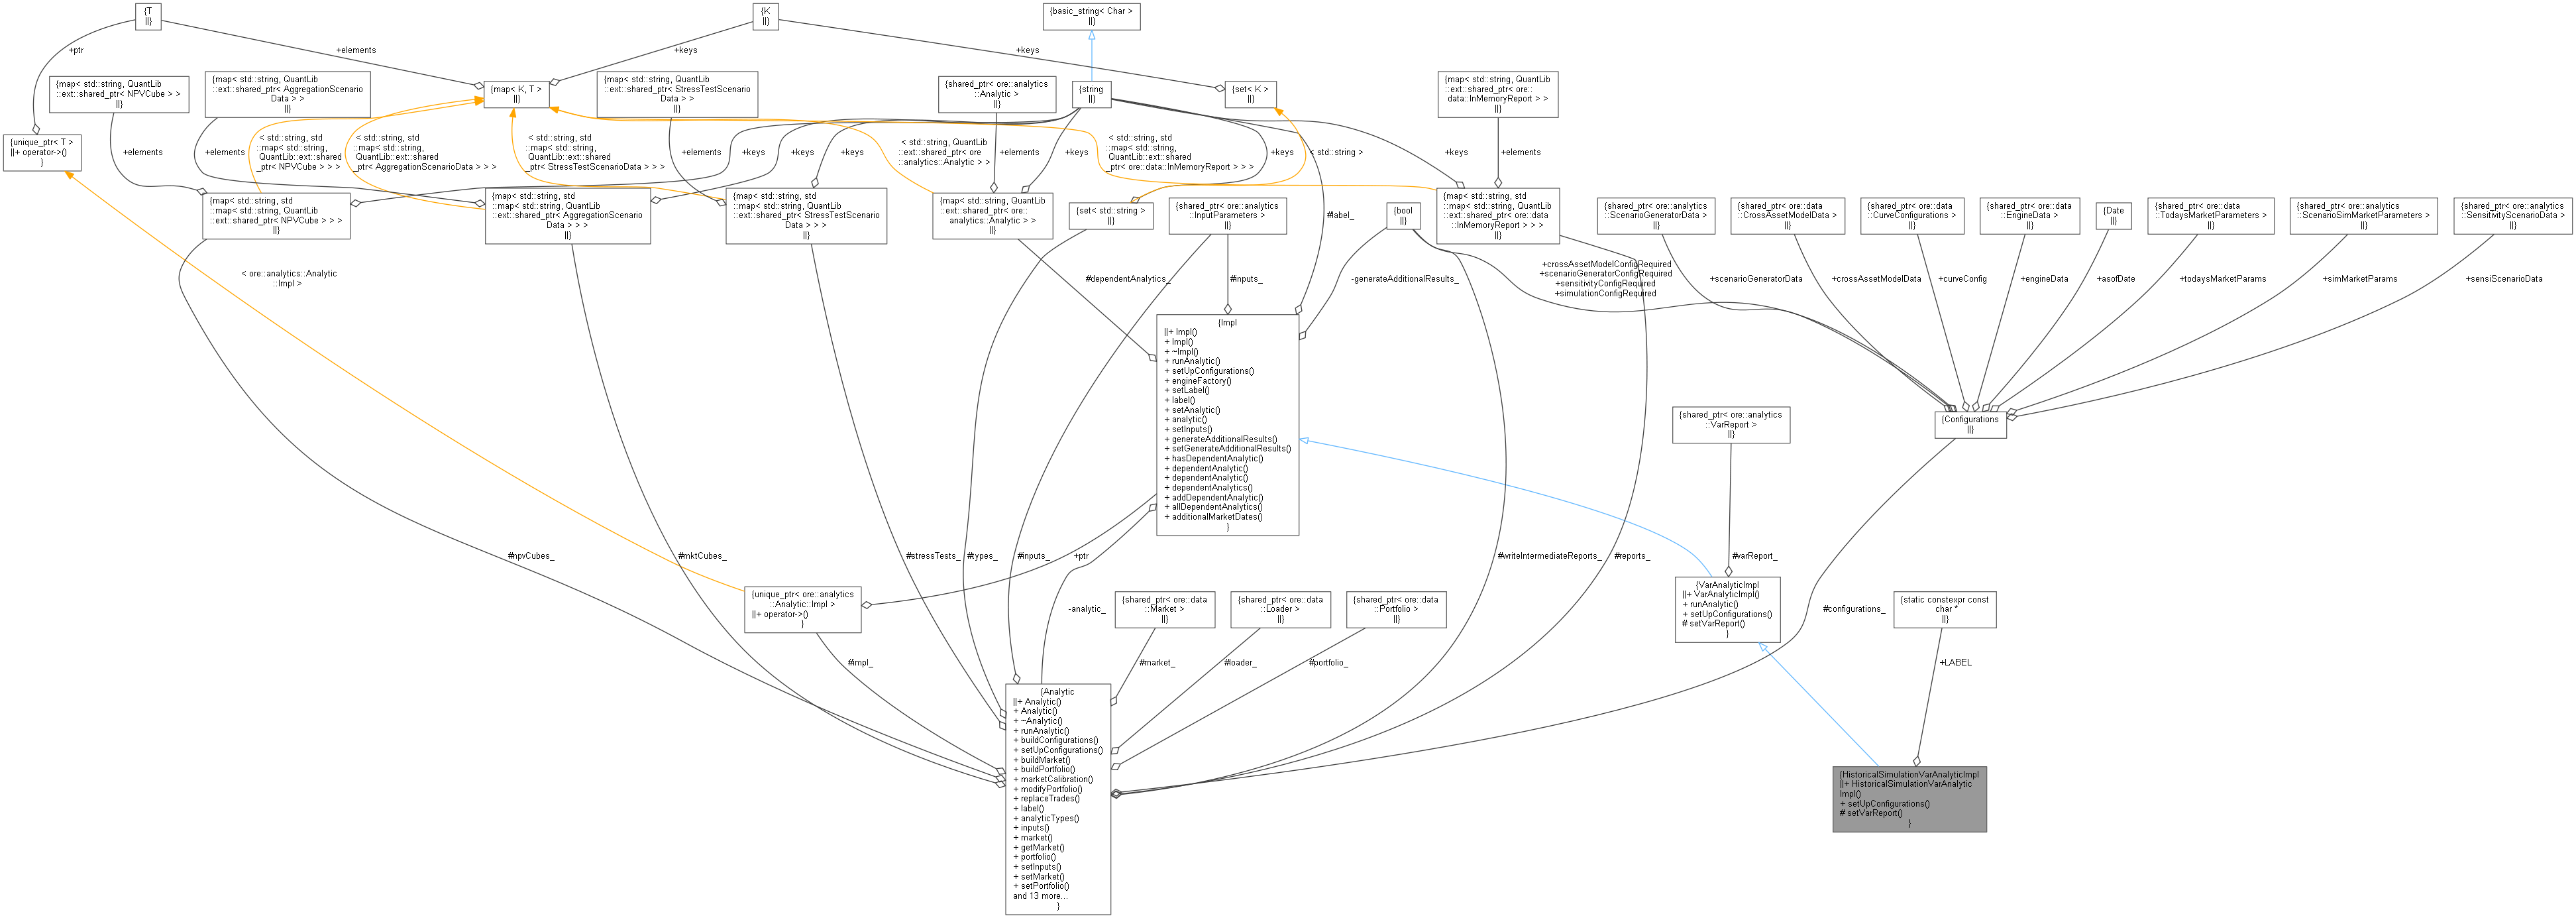 {T
||}
{K
||}
{basic_string< Char >
||}
+ptr
+elements
+keys
+keys
{map< std::string, QuantLib
::ext::shared_ptr< NPVCube > >
||}
{map< std::string, QuantLib
::ext::shared_ptr< AggregationScenario
Data > >
||}
{map< K, T >
||}
{map< std::string, QuantLib
::ext::shared_ptr< StressTestScenario
Data > >
||}
{shared_ptr< ore::analytics
::Analytic >
||}
{string
||}
{set< K >
||}
{map< std::string, QuantLib
::ext::shared_ptr< ore::
data::InMemoryReport > >
||}
{unique_ptr< T >
||+ operator->()
}
+elements
+elements
< std::string, std
::map< std::string,
QuantLib::ext::shared
_ptr< NPVCube > > >
< std::string, std
::map< std::string,
QuantLib::ext::shared
_ptr< AggregationScenarioData > > >
< std::string, std
::map< std::string,
QuantLib::ext::shared
_ptr< StressTestScenarioData > > >
+elements
+keys
+keys
+keys
< std::string, QuantLib
::ext::shared_ptr< ore
::analytics::Analytic > >
+elements
+keys
< std::string, std
::map< std::string,
QuantLib::ext::shared
_ptr< ore::data::InMemoryReport > > >
+keys
< std::string >
+keys
+elements
{map< std::string, std
::map< std::string, QuantLib
::ext::shared_ptr< NPVCube > > >
||}
{map< std::string, std
::map< std::string, QuantLib
::ext::shared_ptr< AggregationScenario
Data > > >
||}
{map< std::string, std
::map< std::string, QuantLib
::ext::shared_ptr< StressTestScenario
Data > > >
||}
{map< std::string, QuantLib
::ext::shared_ptr< ore::
analytics::Analytic > >
||}
{set< std::string >
||}
{shared_ptr< ore::analytics
::InputParameters >
||}
#label_
{bool
||}
{map< std::string, std
::map< std::string, QuantLib
::ext::shared_ptr< ore::data
::InMemoryReport > > >
||}
{shared_ptr< ore::analytics
::ScenarioGeneratorData >
||}
{shared_ptr< ore::data
::CrossAssetModelData >
||}
{shared_ptr< ore::data
::CurveConfigurations >
||}
{shared_ptr< ore::data
::EngineData >
||}
{Date
||}
{shared_ptr< ore::data
::TodaysMarketParameters >
||}
{shared_ptr< ore::analytics
::ScenarioSimMarketParameters >
||}
{shared_ptr< ore::analytics
::SensitivityScenarioData >
||}
< ore::analytics::Analytic
::Impl >
#dependentAnalytics_
#inputs_
-generateAdditionalResults_
+crossAssetModelConfigRequired
+scenarioGeneratorConfigRequired
+sensitivityConfigRequired
+simulationConfigRequired
+scenarioGeneratorData
+crossAssetModelData
+curveConfig
+engineData
+asofDate
+todaysMarketParams
+simMarketParams
+sensiScenarioData
{Impl
||+ Impl()
+ Impl()
+ ~Impl()
+ runAnalytic()
+ setUpConfigurations()
+ engineFactory()
+ setLabel()
+ label()
+ setAnalytic()
+ analytic()
+ setInputs()
+ generateAdditionalResults()
+ setGenerateAdditionalResults()
+ hasDependentAnalytic()
+ dependentAnalytic()
+ dependentAnalytic()
+ dependentAnalytics()
+ addDependentAnalytic()
+ allDependentAnalytics()
+ additionalMarketDates()
}
{shared_ptr< ore::analytics
::VarReport >
||}
{Configurations
||}
#npvCubes_
#mktCubes_
#stressTests_
#types_
#inputs_
+ptr
#writeIntermediateReports_
#reports_
#varReport_
{unique_ptr< ore::analytics
::Analytic::Impl >
||+ operator->()
}
-analytic_
{shared_ptr< ore::data
::Market >
||}
{shared_ptr< ore::data
::Loader >
||}
{shared_ptr< ore::data
::Portfolio >
||}
{VarAnalyticImpl
||+ VarAnalyticImpl()
+ runAnalytic()
+ setUpConfigurations()
# setVarReport()
}
#configurations_
{static constexpr const
char *
||}
#impl_
#market_
#loader_
#portfolio_
+LABEL
{Analytic
||+ Analytic()
+ Analytic()
+ ~Analytic()
+ runAnalytic()
+ buildConfigurations()
+ setUpConfigurations()
+ buildMarket()
+ buildPortfolio()
+ marketCalibration()
+ modifyPortfolio()
+ replaceTrades()
+ label()
+ analyticTypes()
+ inputs()
+ market()
+ getMarket()
+ portfolio()
+ setInputs()
+ setMarket()
+ setPortfolio()
and 13 more...
}
{HistoricalSimulationVarAnalyticImpl
||+ HistoricalSimulationVarAnalytic
Impl()
+ setUpConfigurations()
# setVarReport()
}